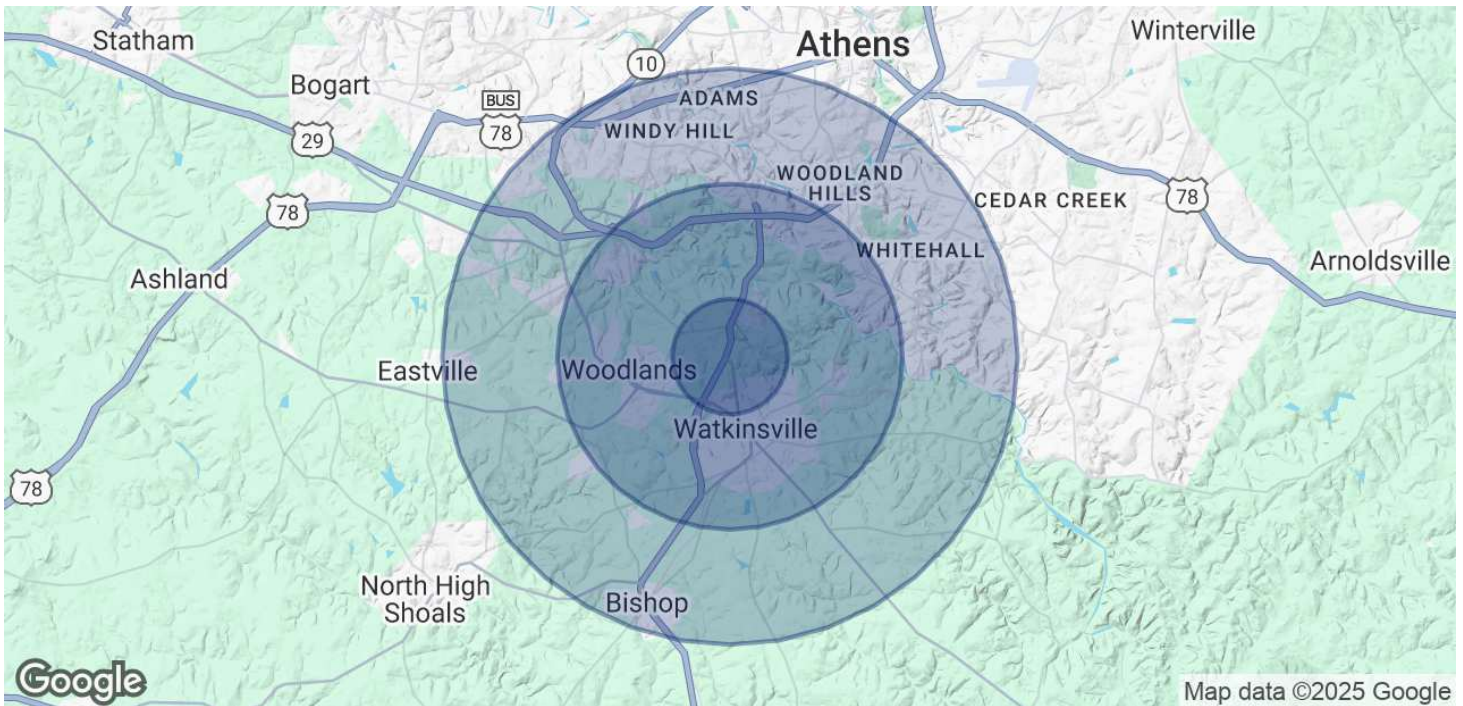 Statham
Athens
Winterville
10
Bogart
BUS
78
ADAMS
WINDY HILL
29
WOODLAND
HILLS
CEDAR CREEK
78
78
WHITEHALL
Arnoldsville
Ashland
Eastville
Woodlands
Watkinsville
78
North High
Shoals
Bishop
Google
Map data ©2025 Google